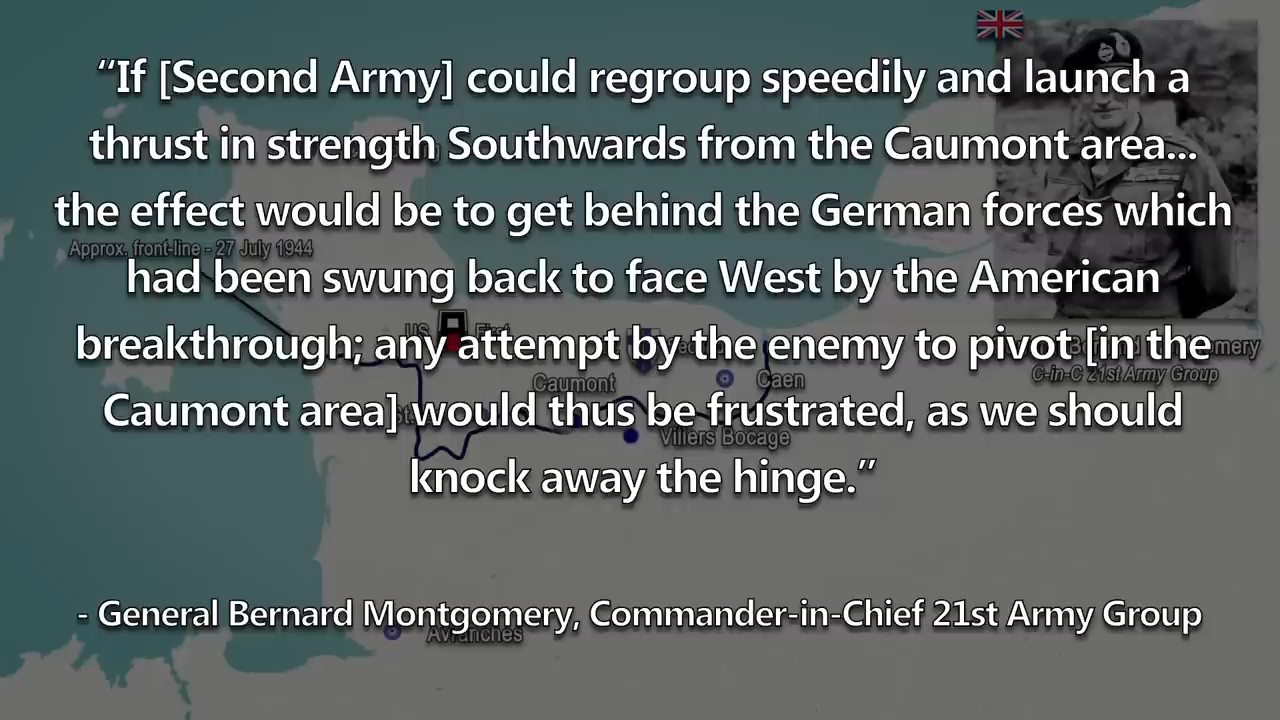 “If [Second Army] could regroup speedily and launch a
thrust in strength Southwards from the Caumont area...
the effect would be to get behind the German forces which
had been swung back to face West by the American
breakthrough; any attempt by the enemy to pivot [in the
Caumont area] would thus be frustrated, as we should
knock away the hinge.”
- General Bernard Montgomery, Commander-in-Chief 21st Army Group
Approx. front-line - 27 July 1944
US First
Caumont
Caen
C-in-C 21st Army Group
St.
Villers Bocage
Avranches